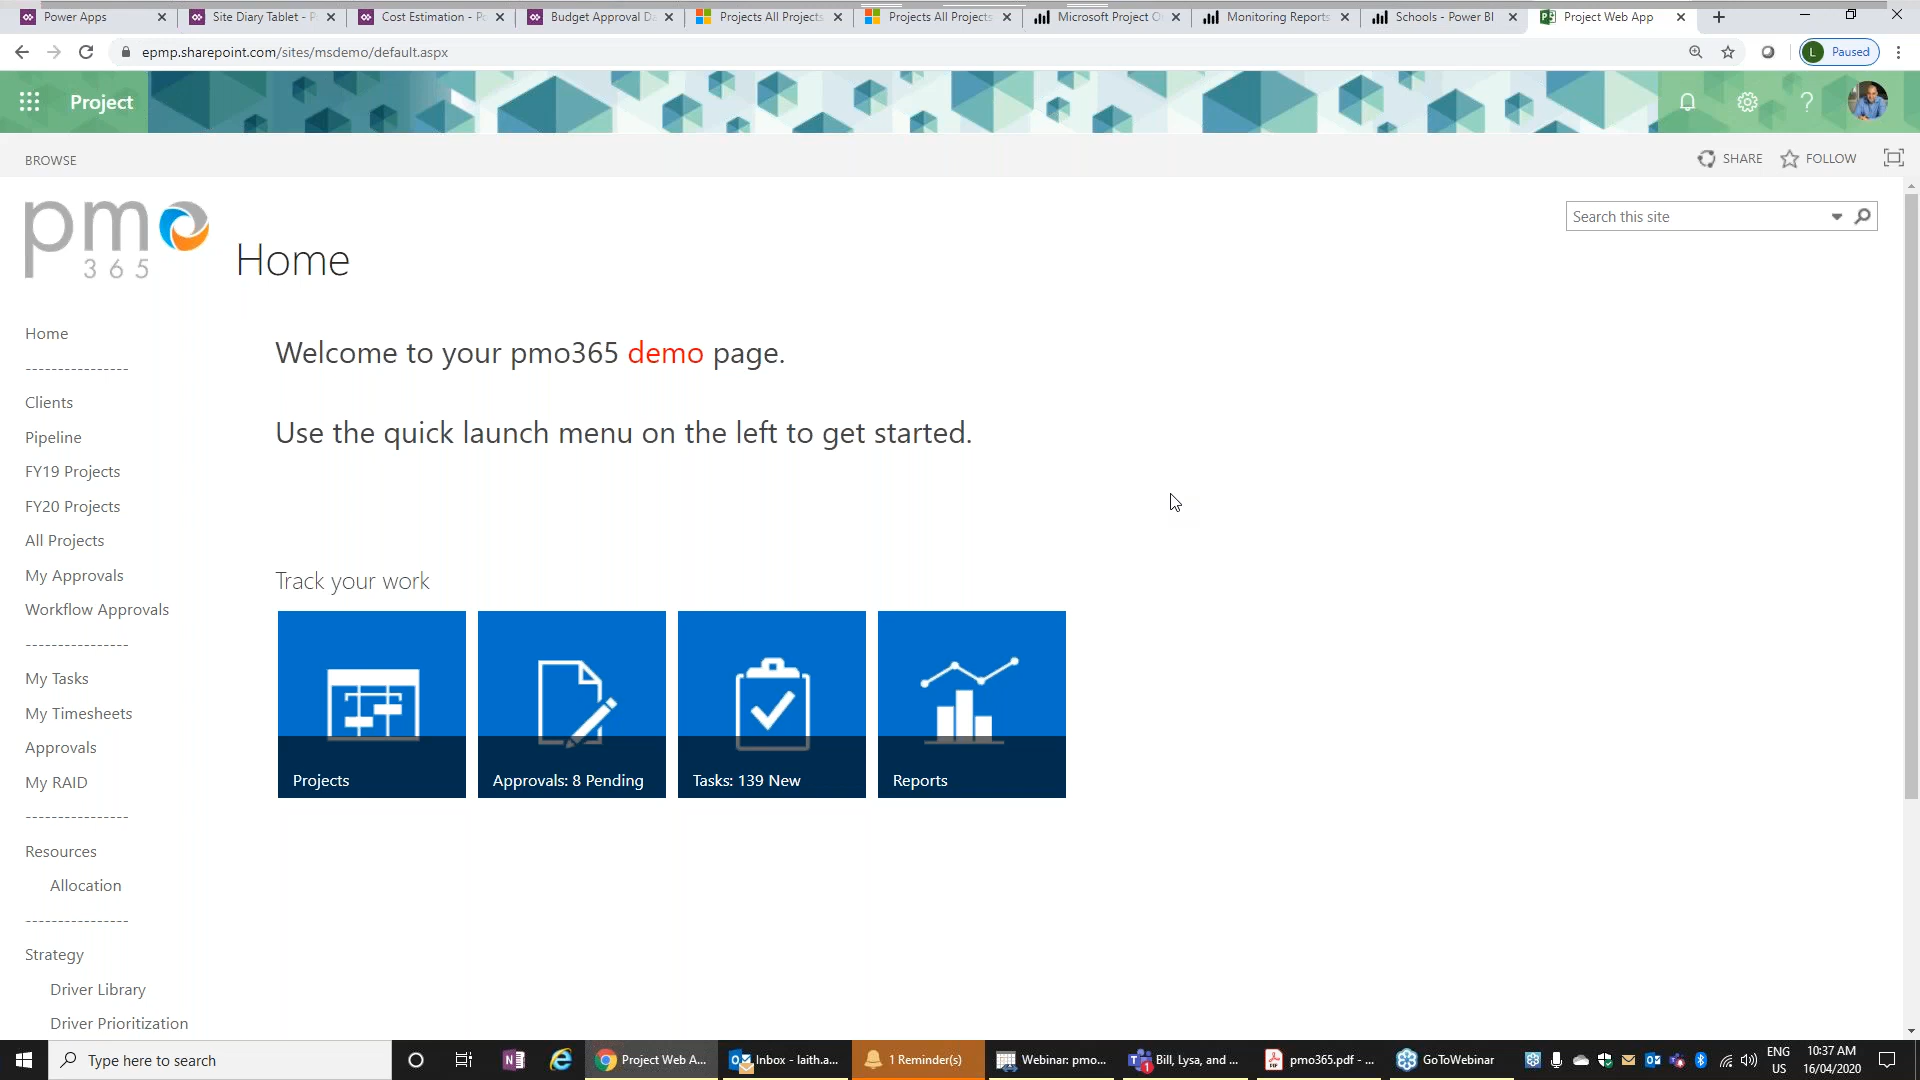 Power Apps
Site Diary Tablet - P
Cost Estimation - P
Budget Approval Da
Projects All Projects
Projects All Projects
Microsoft Project O
Monitoring Reports
Schools - Power BI
Project Web App
epmp.sharepoint.com/sites/msdemo/default.aspx
L Paused
Project
BROWSE
SHARE FOLLOW
pmo
365
Home
Search this site
Home
----------------
Clients
Pipeline
FY19 Projects
FY20 Projects
All Projects
My Approvals
Workflow Approvals
----------------
My Tasks
My Timesheets
Approvals
My RAID
----------------
Resources
Allocation
----------------
Strategy
Driver Library
Driver Prioritization
Welcome to your pmo365 demo page.
Use the quick launch menu on the left to get started.
Track your work
Projects
Approvals: 8 Pending
Tasks: 139 New
Reports
Type here to search
Project Web A...
Inbox - laith.a...
1 Reminder(s)
Webinar: pmo...
Bill, Lysa, and ...
1
pmo365.pdf - ...
GoToWebinar
ENG
US
10:37 AM
16/04/2020